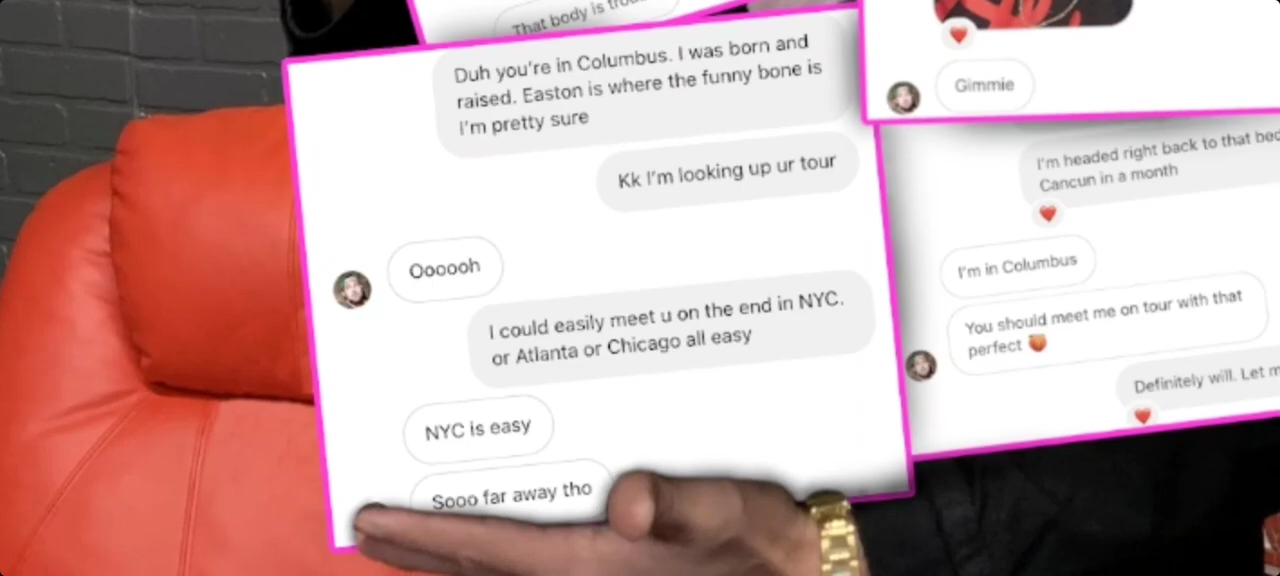 That body is
Duh you're in Columbus. I was born and
raised. Easton is where the funny bone is
I'm pretty sure
Kk I'm looking up ur tour
Oooooh
I could easily meet u on the end in NYC.
or Atlanta or Chicago all easy
NYC is easy
Sooo far away tho
Gimmie
I'm headed right back to that
Cancun in a month
I'm in Columbus
You should meet me on tour with that
perfect 🍑
Definitely will. Let